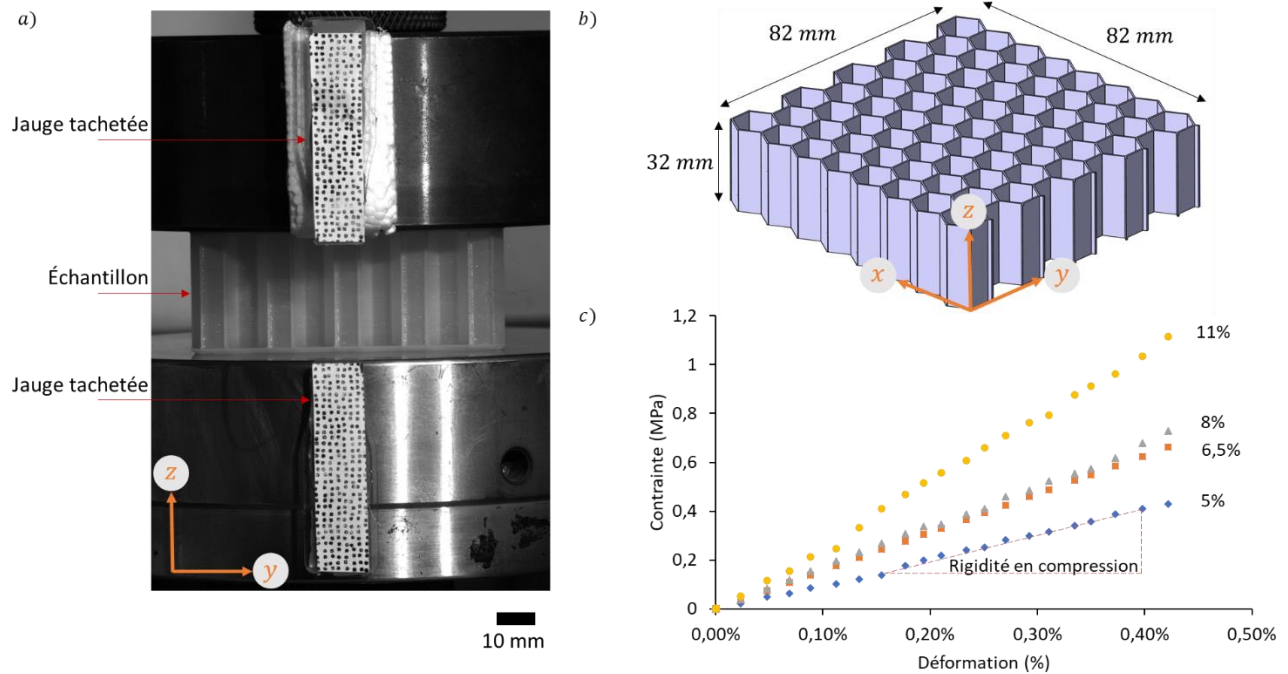 a)
Jauge tachetée
Échantillon
Jauge tachetée
z
y
10 mm
b)
82 mm
82 mm
32 mm
z
x
y
c)
1,2
1
0,8
0,6
0,4
0,2
0
Contrainte (MPa)
11%
8%
6,5%
5%
Rigidité en compression
0,00%
0,10%
0,20%
0,30%
0,40%
0,50%
Déformation (%)